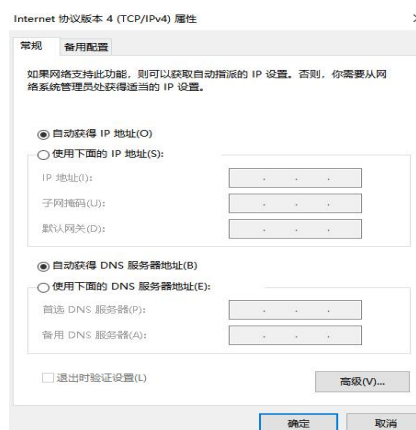 Internet 协议版本 4 (TCP/IPv4) 属性
常规 备用配置
如果网络支持此功能，则可以获取自动指派的 IP 设置。否则，你需要从网
络系统管理员处获得适当的 IP 设置。
自动获得 IP 地址(O)
使用下面的 IP 地址(S):
IP 地址(I):
子网掩码(U):
默认网关(D):
自动获得 DNS 服务器地址(B)
使用下面的 DNS 服务器地址(E):
首选 DNS 服务器(P):
备用 DNS 服务器(A):
退出时验证设置(L)
高级(V)...
确定 取消